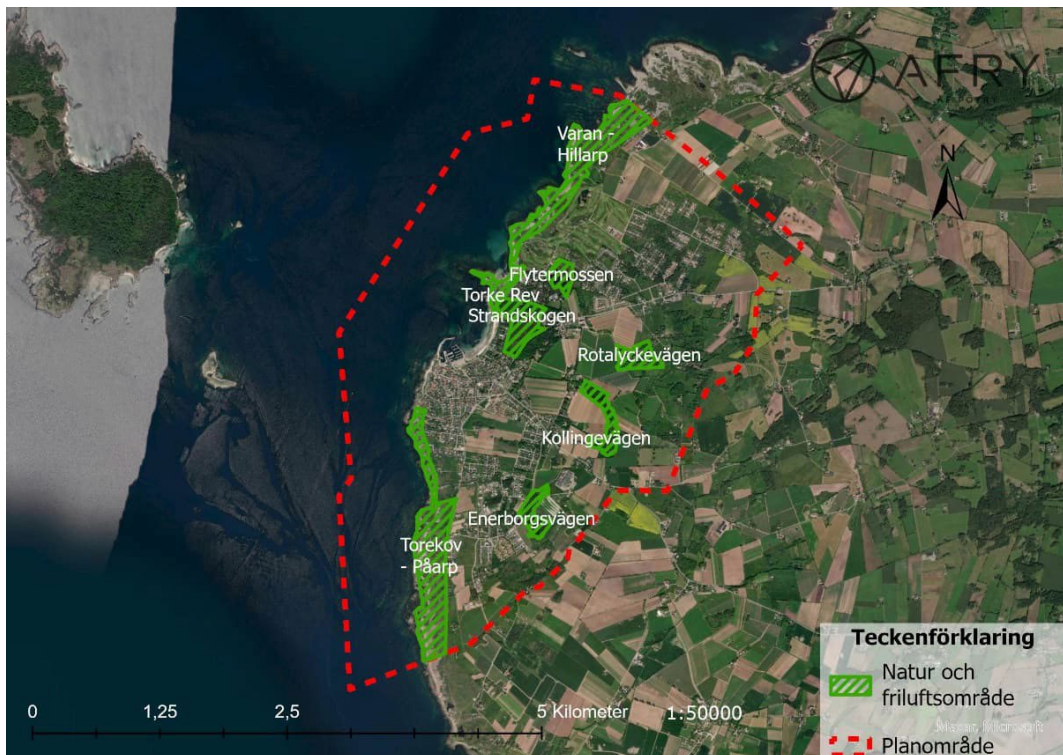 AFRY
N
Varan -
Hillarp
Flytermossen
Torke Rev
Strandskogen
Rotalyckevägen
Kollingevägen
Enerborgsvägen
Torekov
- Påarp
Teckenförklaring
Natur och
friluftsområde
Planområde
0 1,25 2,5 5 Kilometer 1:50000